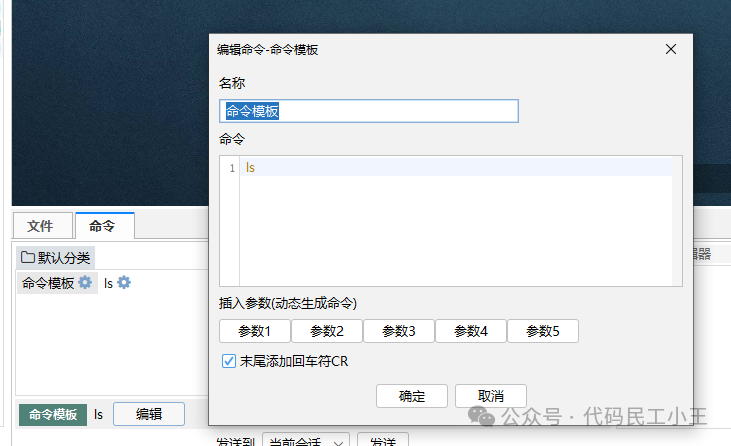 编辑命令-命令模板
名称
命令模板
命令
1 ls
文件 命令
默认分类
命令模板 ls
插入参数(动态生成命令)
参数1 参数2 参数3 参数4 参数5
末尾添加回车符CR
确定 取消
命令模板 ls 编辑
公众号 · 代码民工小王
发送到 当前会话 发送